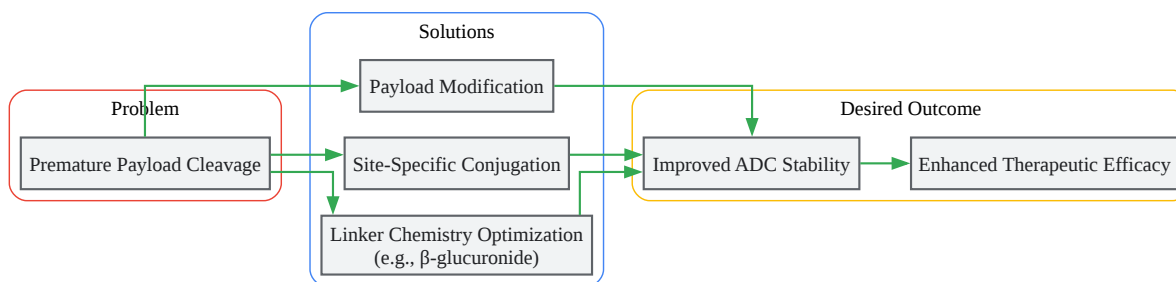 Solutions
Payload Modification
Problem
Desired Outcome
Premature Payload Cleavage
Site-Specific Conjugation
Improved ADC Stability
Enhanced Therapeutic Efficacy
Linker Chemistry Optimization
(e.g., β-glucuronide)